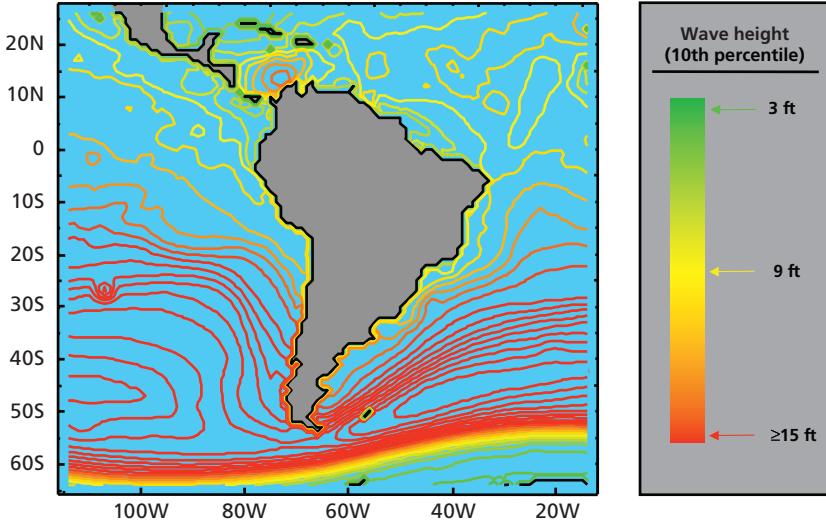 20N
10N
0
10S
20S
30S
40S
50S
60S
100W 80W 60W 40W 20W
Wave height
(10th percentile)
3 ft
9 ft
≥15 ft